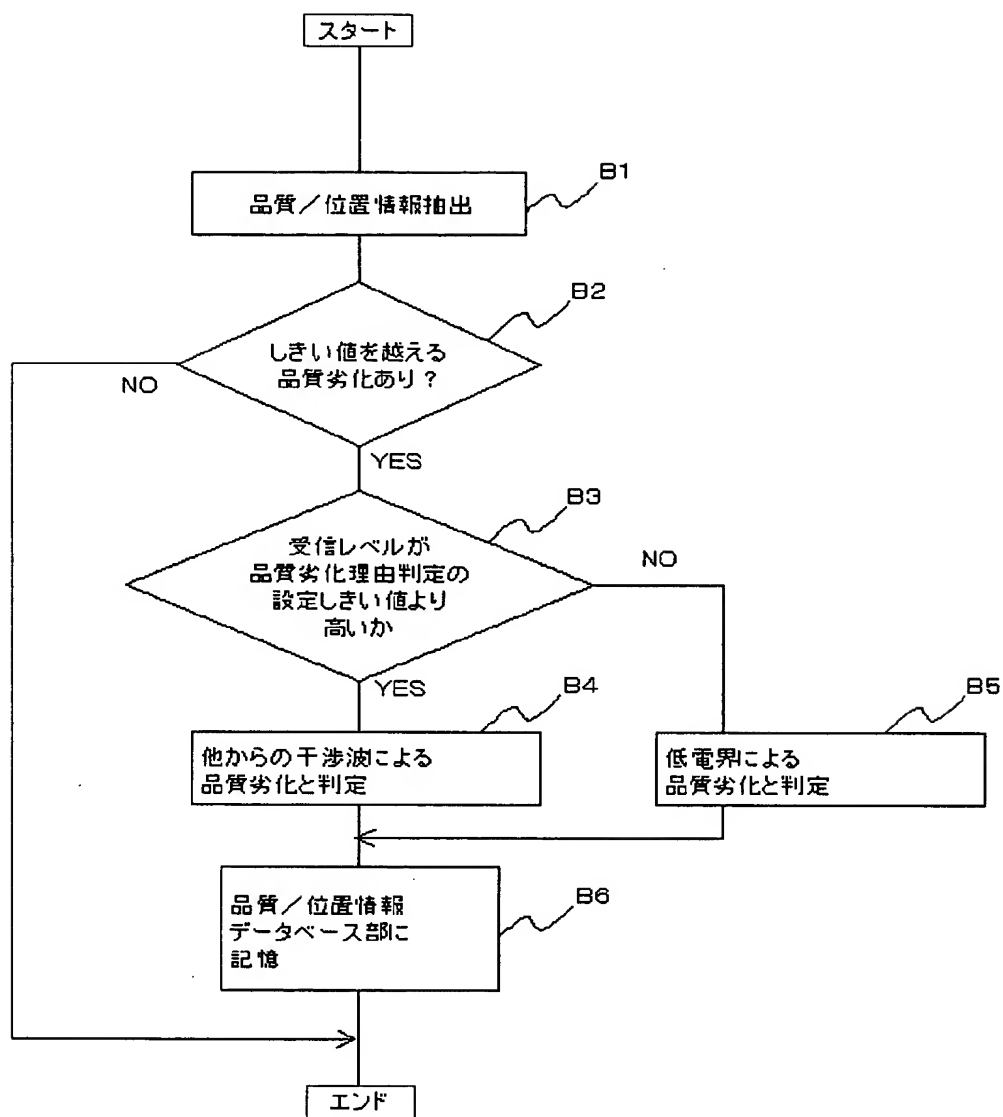 スタート
B1
品質／位置情報抽出
B2
しきい値を越える
品質劣化あり？
NO
YES
B3
受信レベルが
品質劣化理由判定の
設定しきい値より
高いか
NO
YES
B4
B5
他からの干渉波による
品質劣化と判定
低電界による
品質劣化と判定
B6
品質／位置情報
データベース部に
記憶
エンド